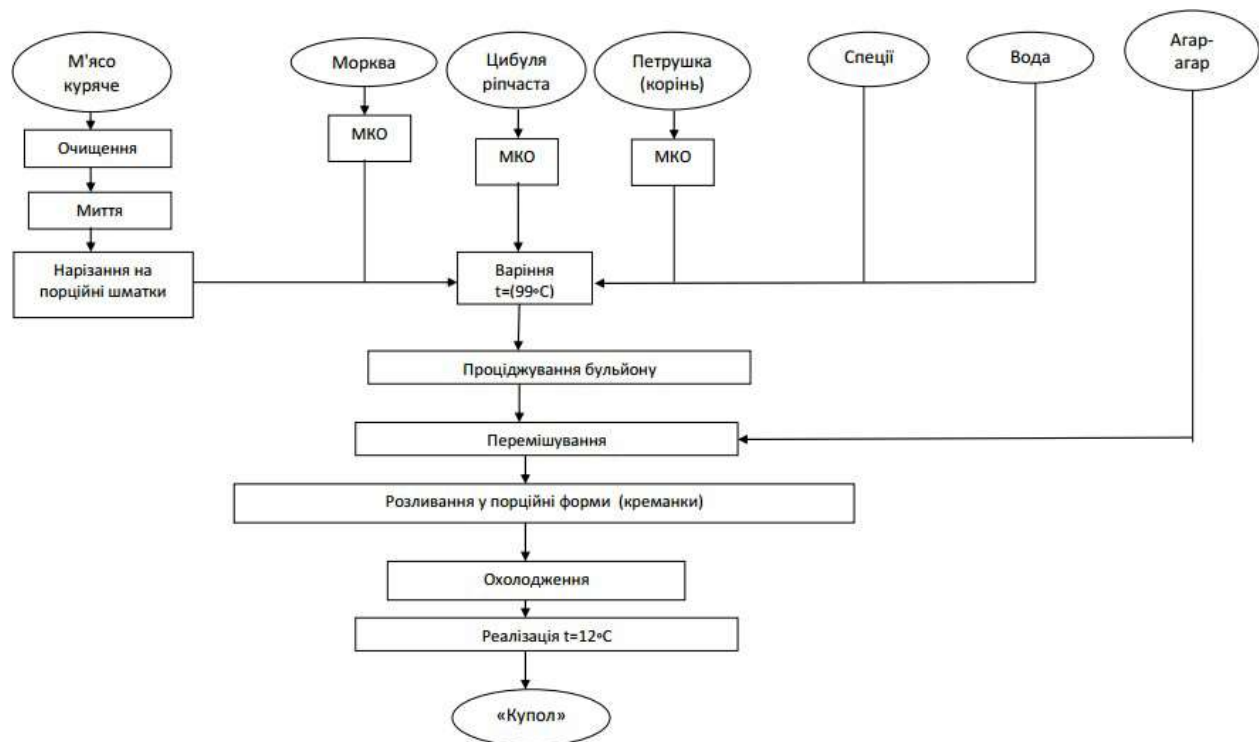 М'ясо
куряче
Морква
Цибуля
ріпчаста
Петрушка
(корінь)
Спеції
Вода
Агар-
агар
Очищення
МКО
МКО
МКО
Миття
Нарізання на
порційні шматки
Варіння
t=(99°C)
Проціджування бульйону
Перемішування
Розливання у порційні форми (креманки)
Охолодження
Реалізація t=12°C
«Купол»